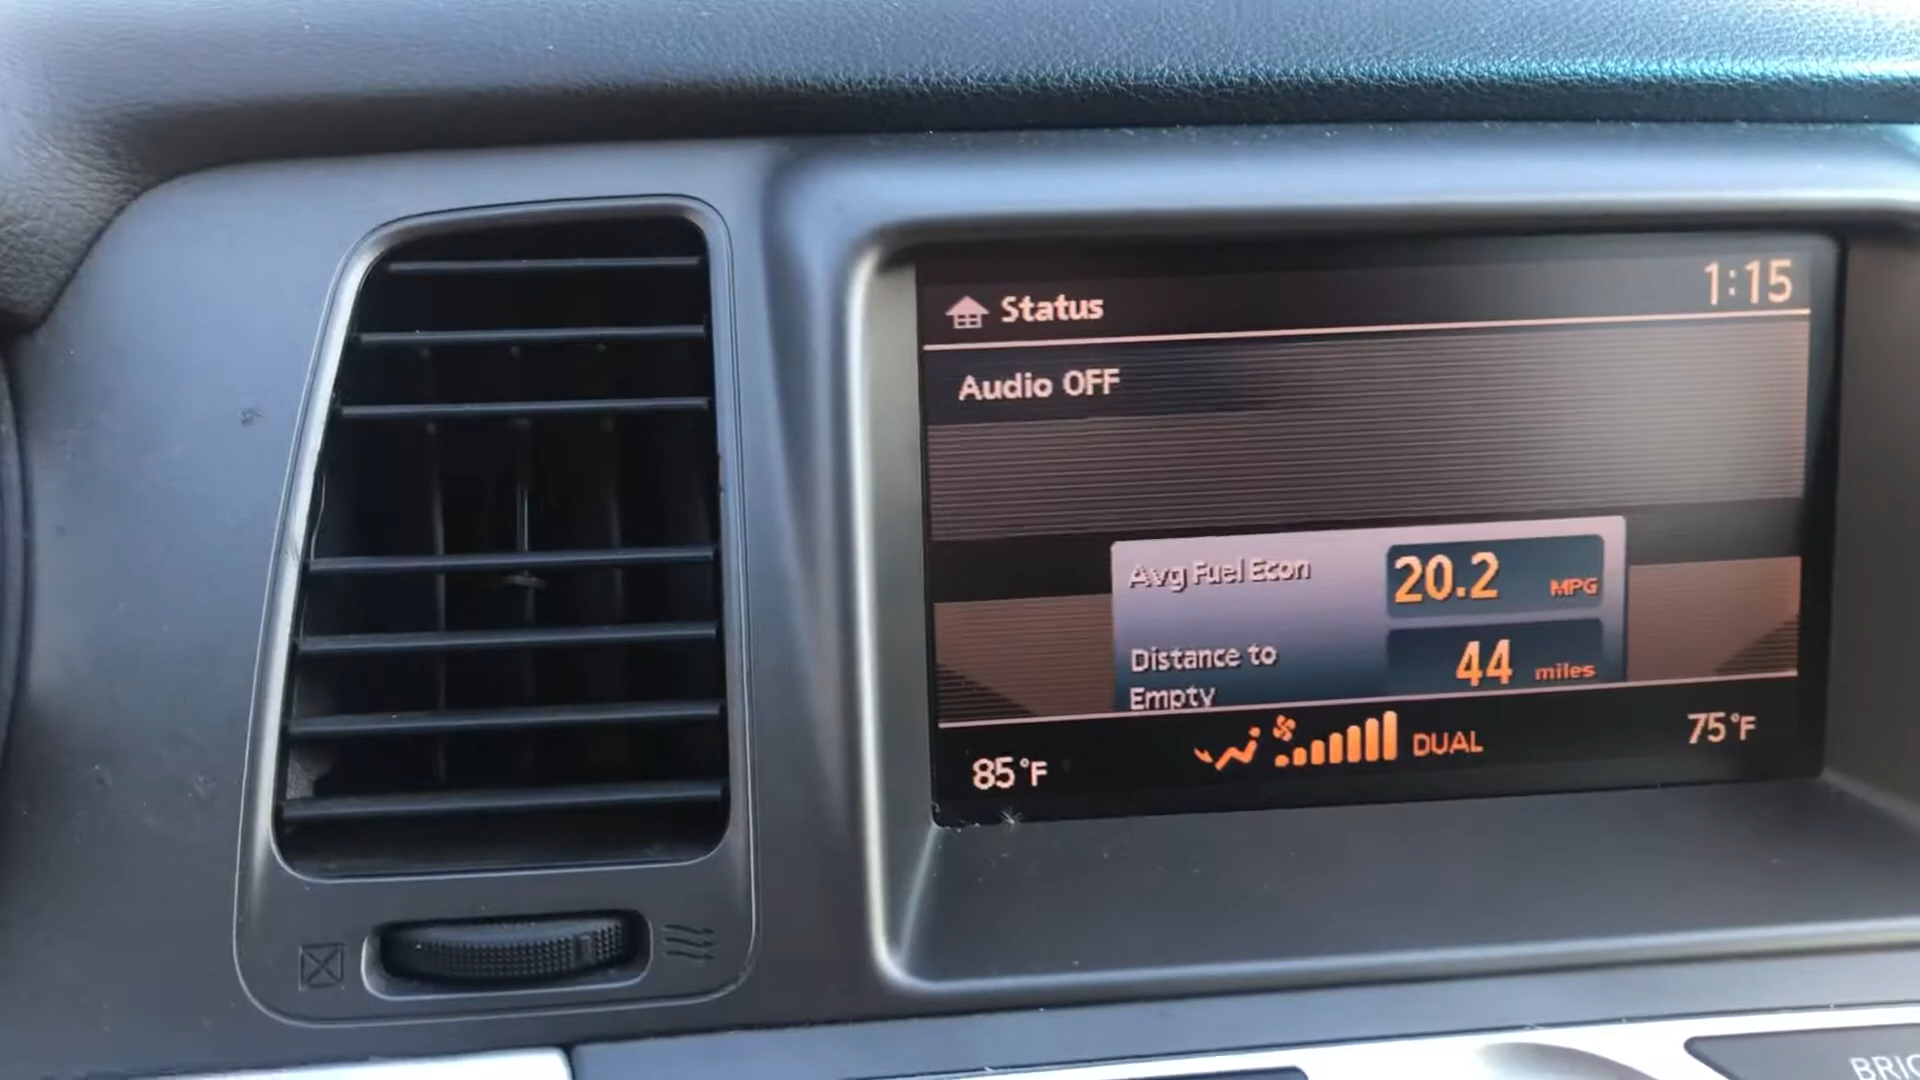 Status
1:15
Audio OFF
Avg Fuel Econ 20.2 MPG
Distance to 44 miles
Empty
85°F DUAL 75°F